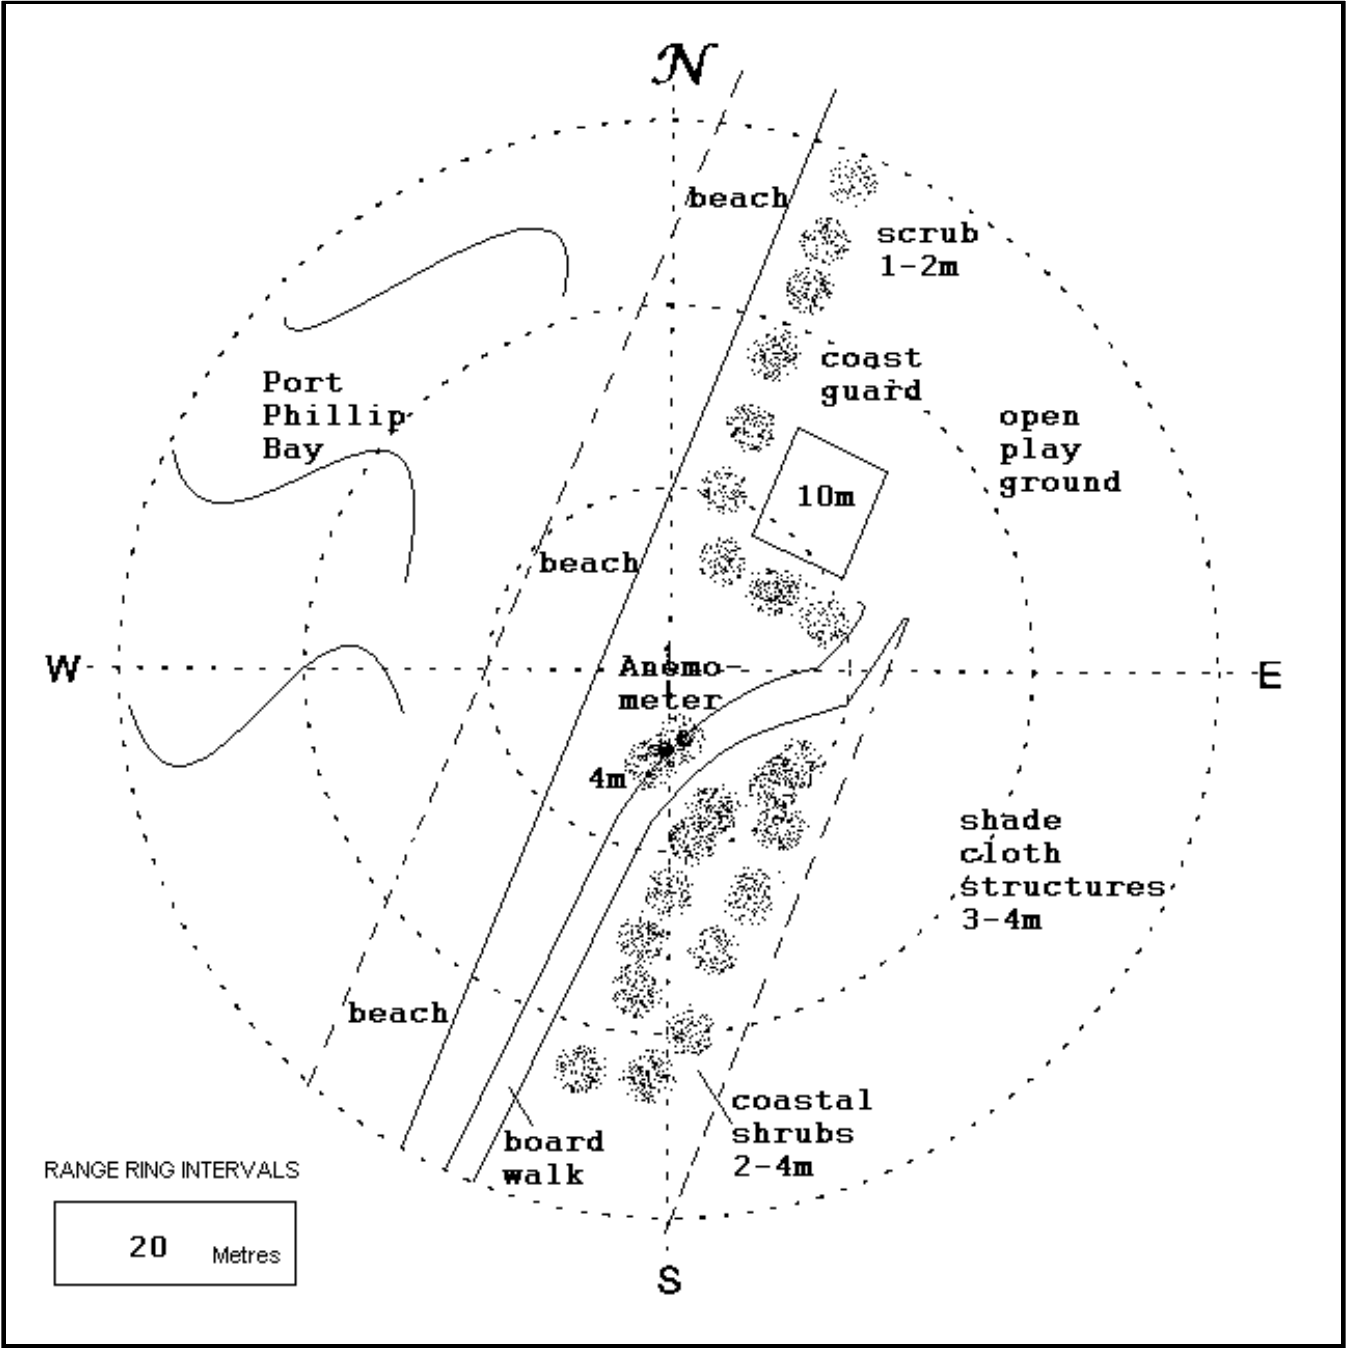 N
beach
scrub
1-2m
coast
guard
Port
Phillip
Bay
open
play
ground
10m
beach
W
Anemo-
meter
E
4m
shade
cloth
structures
3-4m
beach
coastal
shrubs
2-4m
board
walk
RANGE RING INTERVALS
20 Metres
S